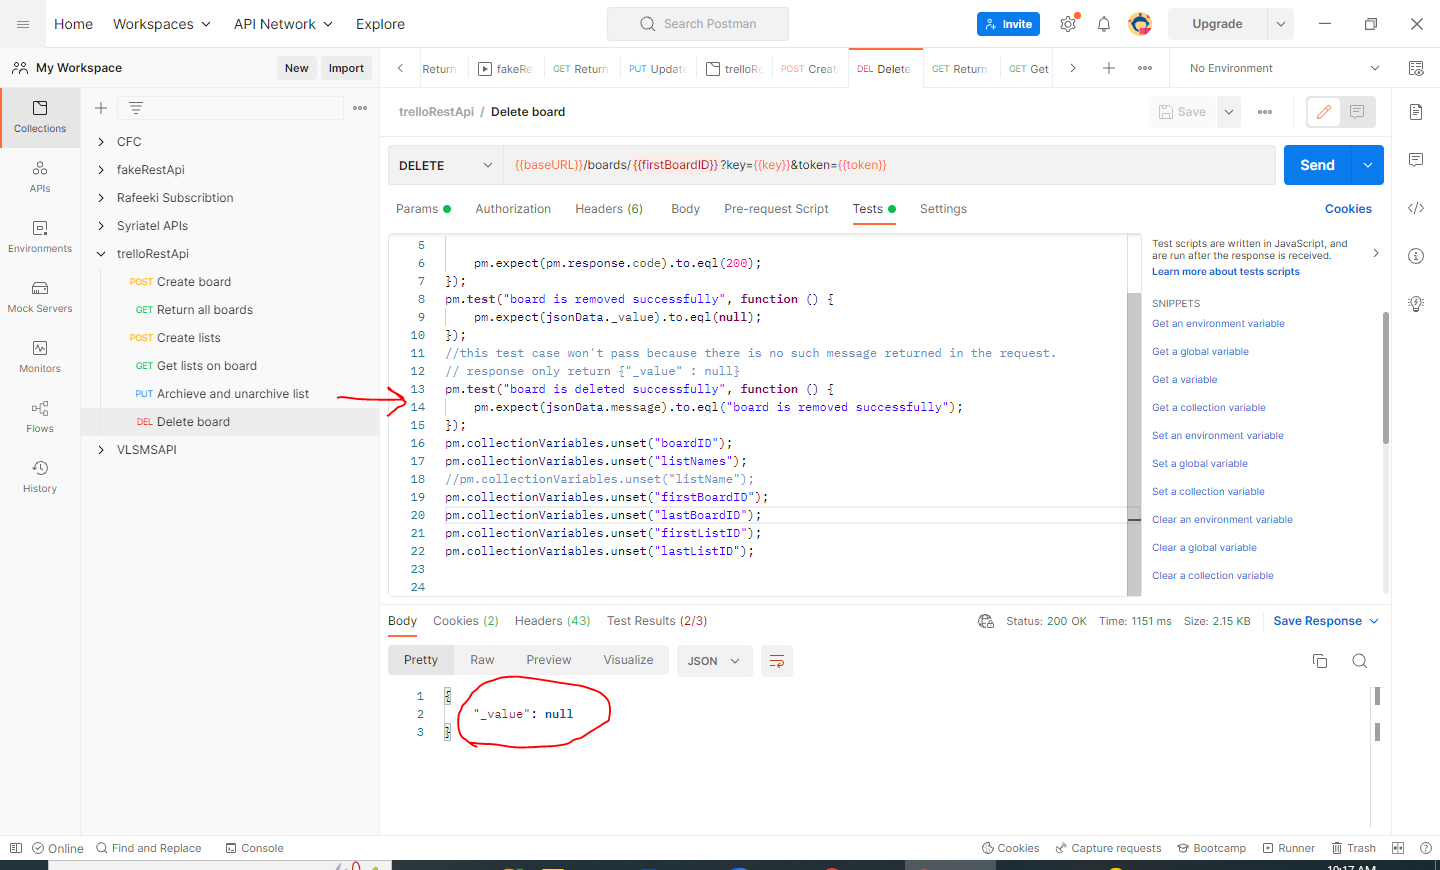 Home Workspaces API Network Explore Search Postman Invite Upgrade
My Workspace New Import Return fakeRe GET Return PUT Update trelloRe POST Creat DEL Delete GET Return GET Get No Environment
Collections
APIs
Environments
Mock Servers
Monitors
Flows
History
CFC
fakeRestApi
Rafeeki Subscribtion
Syriatel APIs
trelloRestApi
POST Create board
GET Return all boards
POST Create lists
GET Get lists on board
PUT Archieve and unarchive list
DEL Delete board
VLSMSAPI
trelloRestApi / Delete board Save
DELETE {{baseURL}}/boards/{{firstBoardID}}?key={{key}}&token={{token}} Send
Params Authorization Headers (6) Body Pre-request Script Tests Settings Cookies
5
6 pm.expect(pm.response.code).to.eql(200);
7 });
8 pm.test("board is removed successfully", function () {
9 pm.expect(jsonData._value).to.eql(null);
10 });
11 //this test case won't pass because there is no such message returned in the request.
12 // response only return {"_value" : null}
13 pm.test("board is deleted successfully", function () {
14 pm.expect(jsonData.message).to.eql("board is removed successfully");
15 });
16 pm.collectionVariables.unset("boardID");
17 pm.collectionVariables.unset("listNames");
18 //pm.collectionVariables.unset("listName");
19 pm.collectionVariables.unset("firstBoardID");
20 pm.collectionVariables.unset("lastBoardID");
21 pm.collectionVariables.unset("firstListID");
22 pm.collectionVariables.unset("lastListID");
23
24
Test scripts are written in JavaScript, and
are run after the response is received.
Learn more about tests scripts
SNIPPETS
Get an environment variable
Get a global variable
Get a variable
Get a collection variable
Set an environment variable
Set a global variable
Set a collection variable
Clear an environment variable
Clear a global variable
Clear a collection variable
Body Cookies (2) Headers (43) Test Results (2/3) Status: 200 OK Time: 1151 ms Size: 2.15 KB Save Response
Pretty Raw Preview Visualize JSON
1 {
2 "_value": null
3 }
Online Find and Replace Console Cookies Capture requests Bootcamp Runner Trash